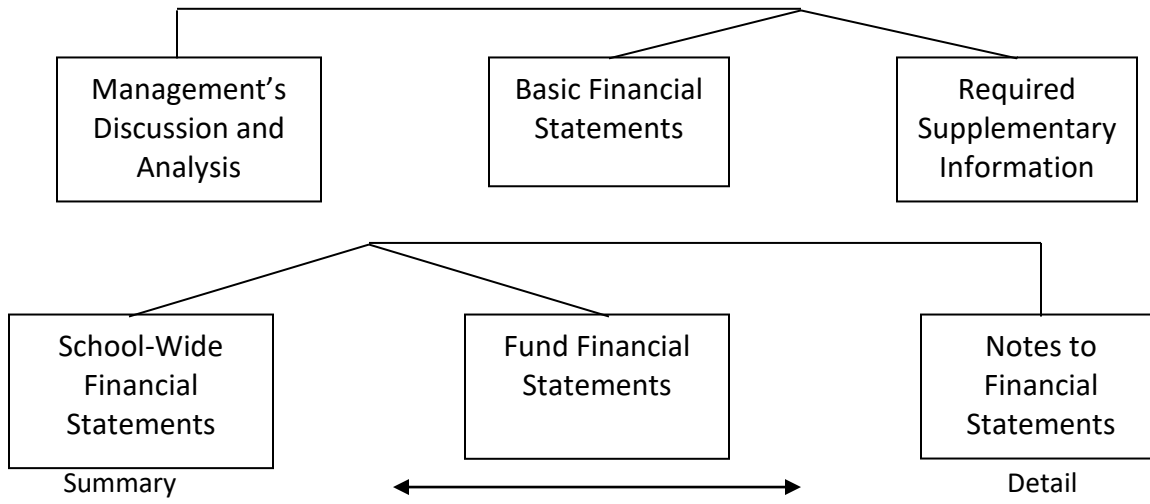 Management’s
Discussion and
Analysis
Basic Financial
Statements
Required
Supplementary
Information
School-Wide
Financial
Statements
Fund Financial
Statements
Notes to
Financial
Statements
Summary
Detail